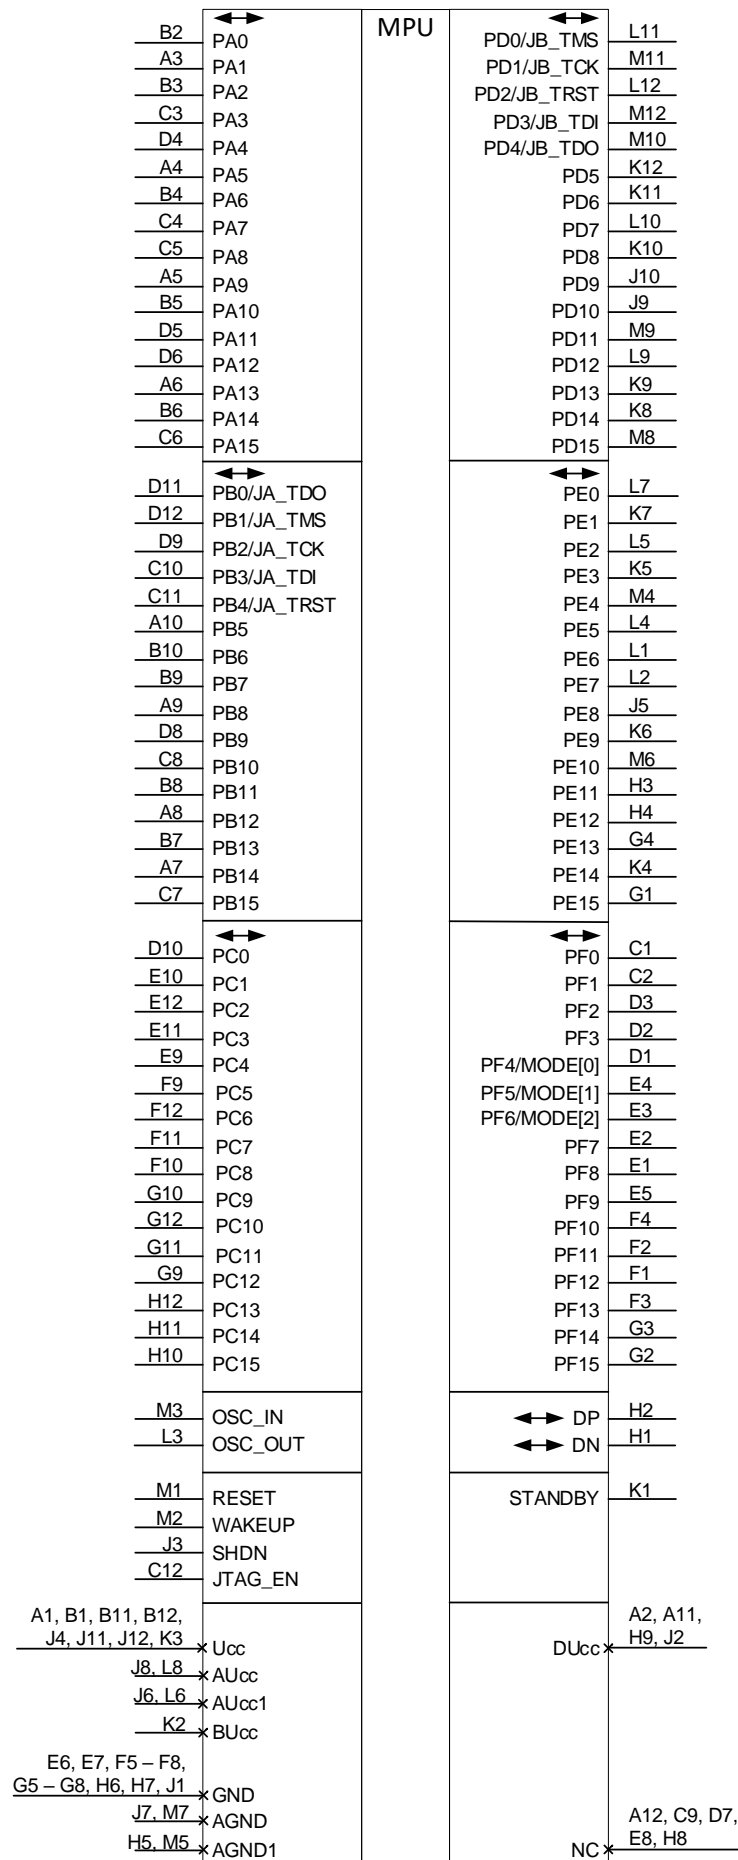 MPU
B2 PA0
A3 PA1
B3 PA2
C3 PA3
D4 PA4
A4 PA5
B4 PA6
C4 PA7
C5 PA8
A5 PA9
B5 PA10
D5 PA11
D6 PA12
A6 PA13
B6 PA14
C6 PA15
D11 PB0/JA_TDO
D12 PB1/JA_TMS
D9 PB2/JA_TCK
C10 PB3/JA_TDI
C11 PB4/JA_TRST
A10 PB5
B10 PB6
B9 PB7
A9 PB8
D8 PB9
C8 PB10
B8 PB11
A8 PB12
B7 PB13
A7 PB14
C7 PB15
D10 PC0
E10 PC1
E12 PC2
E11 PC3
E9 PC4
F9 PC5
F12 PC6
F11 PC7
F10 PC8
G10 PC9
G12 PC10
G11 PC11
G9 PC12
H12 PC13
H11 PC14
H10 PC15
M3 OSC_IN
L3 OSC_OUT
M1 RESET
M2 WAKEUP
J3 SHDN
C12 JTAG_EN
A1, B1, B11, B12,
J4, J11, J12, K3 Ucc
J8, L8 AUcc
J6, L6 AUcc1
K2 BUcc
E6, E7, F5 – F8,
G5 – G8, H6, H7, J1 GND
J7, M7 AGND
H5, M5 AGND1
PD0/JB_TMS L11
PD1/JB_TCK M11
PD2/JB_TRST L12
PD3/JB_TDI M12
PD4/JB_TDO M10
PD5 K12
PD6 K11
PD7 L10
PD8 K10
PD9 J10
PD10 J9
PD11 M9
PD12 L9
PD13 K9
PD14 K8
PD15 M8
PE0 L7
PE1 K7
PE2 L5
PE3 K5
PE4 M4
PE5 L4
PE6 L1
PE7 L2
PE8 J5
PE9 K6
PE10 M6
PE11 H3
PE12 H4
PE13 G4
PE14 K4
PE15 G1
PF0 C1
PF1 C2
PF2 D3
PF3 D2
PF4/MODE[0] D1
PF5/MODE[1] E4
PF6/MODE[2] E3
PF7 E2
PF8 E1
PF9 E5
PF10 F4
PF11 F2
PF12 F1
PF13 F3
PF14 G3
PF15 G2
DP H2
DN H1
STANDBY K1
A2, A11,
DUcc H9, J2
A12, C9, D7,
NC E8, H8